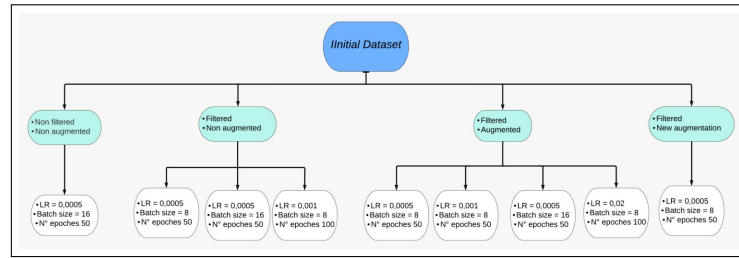 IInitial Dataset
•Non filtered
•Non augmented
•Filtered
•Non augmented
•Filtered
•Augmented
•Filtered
•New augmentation
•LR = 0,0005
•Batch size = 16
•N° epoches 50
•LR = 0,0005
•Batch size = 8
•N° epoches 50
•LR = 0,0005
•Batch size = 16
•N° epoches 50
•LR = 0,001
•Batch size = 8
•N° epoches 100
•LR = 0,0005
•Batch size = 8
•N° epoches 50
•LR = 0,001
•Batch size = 8
•N° epoches 50
•LR = 0,0005
•Batch size = 16
•N° epoches 50
•LR = 0,02
•Batch size = 8
•N° epoches 100
•LR = 0,0005
•Batch size = 8
•N° epoches 50